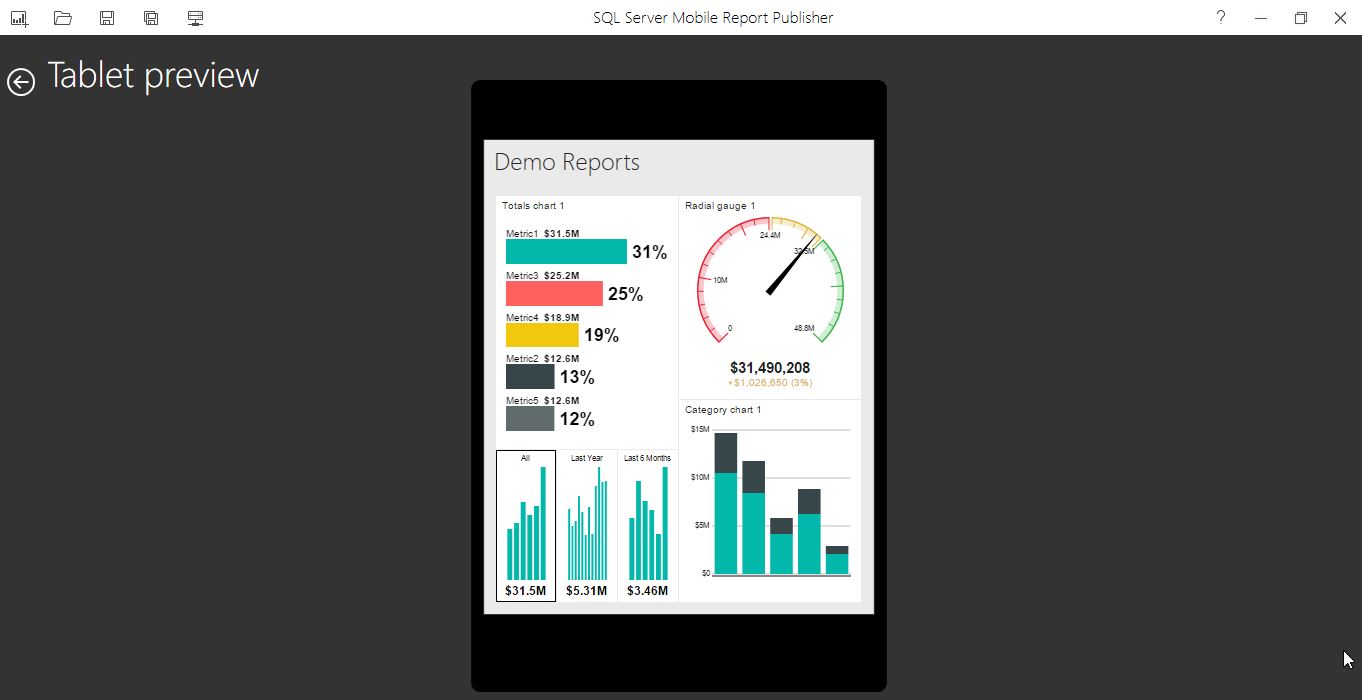 SQL Server Mobile Report Publisher
?
Tablet preview
Demo Reports
Totals chart 1
Metric1 $31.5M
31%
Metric3 $25.2M
25%
Metric4 $18.9M
19%
Metric2 $12.6M
13%
Metric5 $12.6M
12%
Radial gauge 1
24.4M
32.5M
10M
0
48.8M
$31,490,208
$1,026,650 (3%)
All
Last Year
Last 6 Months
$31.5M
$5.31M
$3.46M
Category chart 1
$15M
$10M
$5M
$0